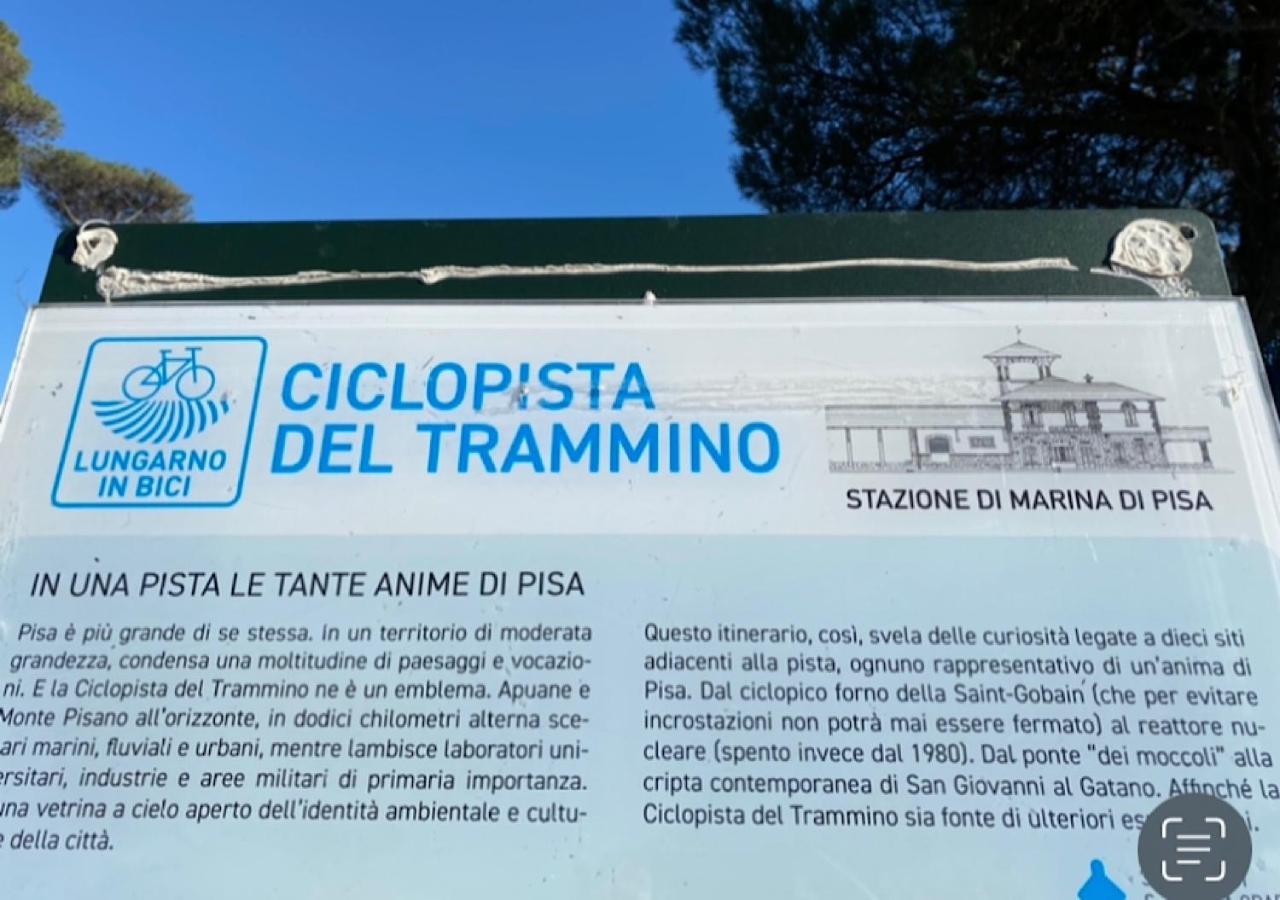 LUNGARNO
IN BICI
CICLOPISTA
DEL TRAMMINO
STAZIONE DI MARINA DI PISA
IN UNA PISTA LE TANTE ANIME DI PISA
Pisa è più grande di se stessa. In un territorio di moderata
grandezza, condensa una moltitudine di paesaggi e vocazio-
ni. E la Ciclopista del Trammino ne è un emblema. Apuane e
Monte Pisano all'orizzonte, in dodici chilometri alterna sce-
ari marini, fluviali e urbani, mentre lambisce laboratori uni-
ersitari, industrie e aree militari di primaria importanza.
una vetrina a cielo aperto dell'identità ambientale e cultu-
e della città.
Questo itinerario, così, svela delle curiosità legate a dieci siti
adiacenti alla pista, ognuno rappresentativo di un'anima di
Pisa. Dal ciclopico forno della Saint-Gobain (che per evitare
incrostazioni non potrà mai essere fermato) al reattore nu-
cleare (spento invece dal 1980). Dal ponte "dei moccoli" alla
cripta contemporanea di San Giovanni al Gatano. Affinché la
Ciclopista del Trammino sia fonte di ulteriori